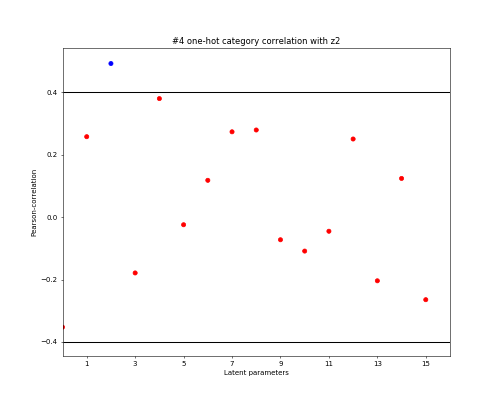 #4 one-hot category correlation with z2
Pearson-correlation
0.4
0.2
0.0
−0.2
−0.4
1 3 5 7 9 11 13 15
Latent parameters